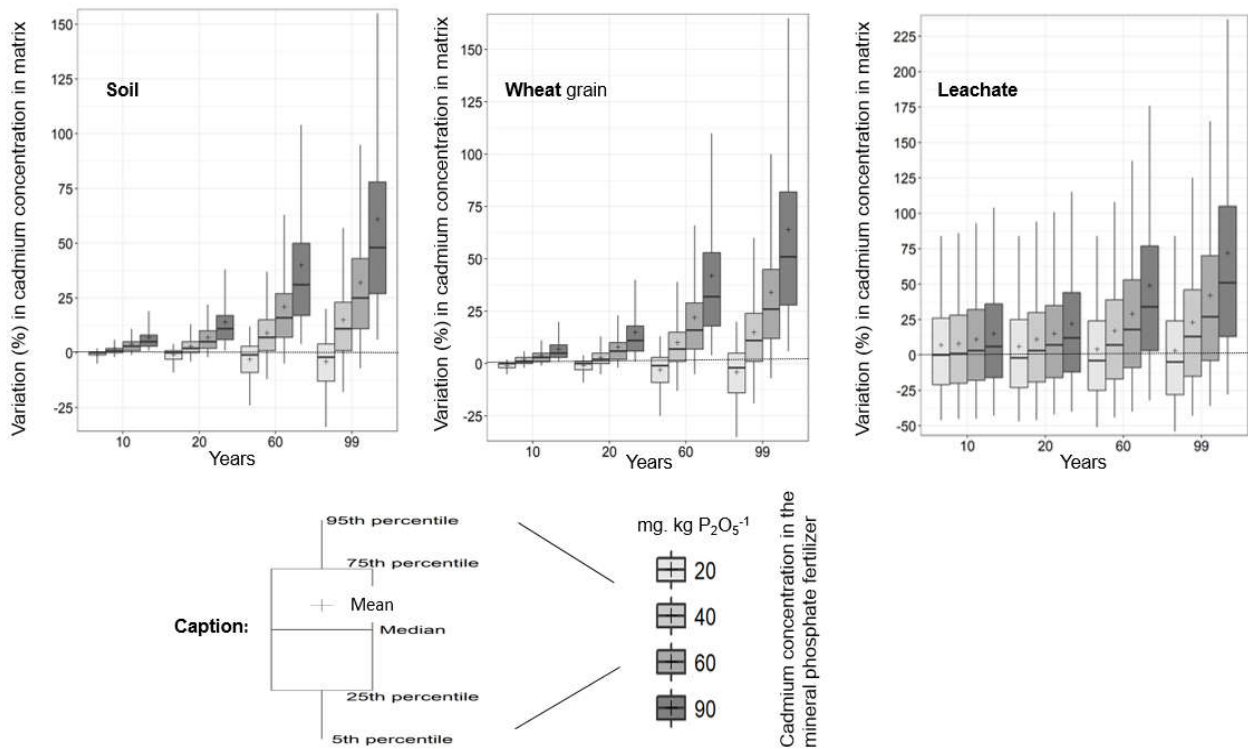 Variation (%) in cadmium concentration in matrix
150
125
100
75
50
25
0
-25
Soil
10 20 60 99
Years
Variation (%) in cadmium concentration in matrix
150
125
100
75
50
25
0
-25
Wheat grain
10 20 60 99
Years
Variation (%) in cadmium concentration in matrix
225
200
175
150
125
100
75
50
25
0
-25
-50
Leachate
10 20 60 99
Years
Caption:
95th percentile
75th percentile
Mean
Median
25th percentile
5th percentile
mg. kg P₂O₅⁻¹
20
40
60
90
Cadmium concentration in the
mineral phosphate fertilizer